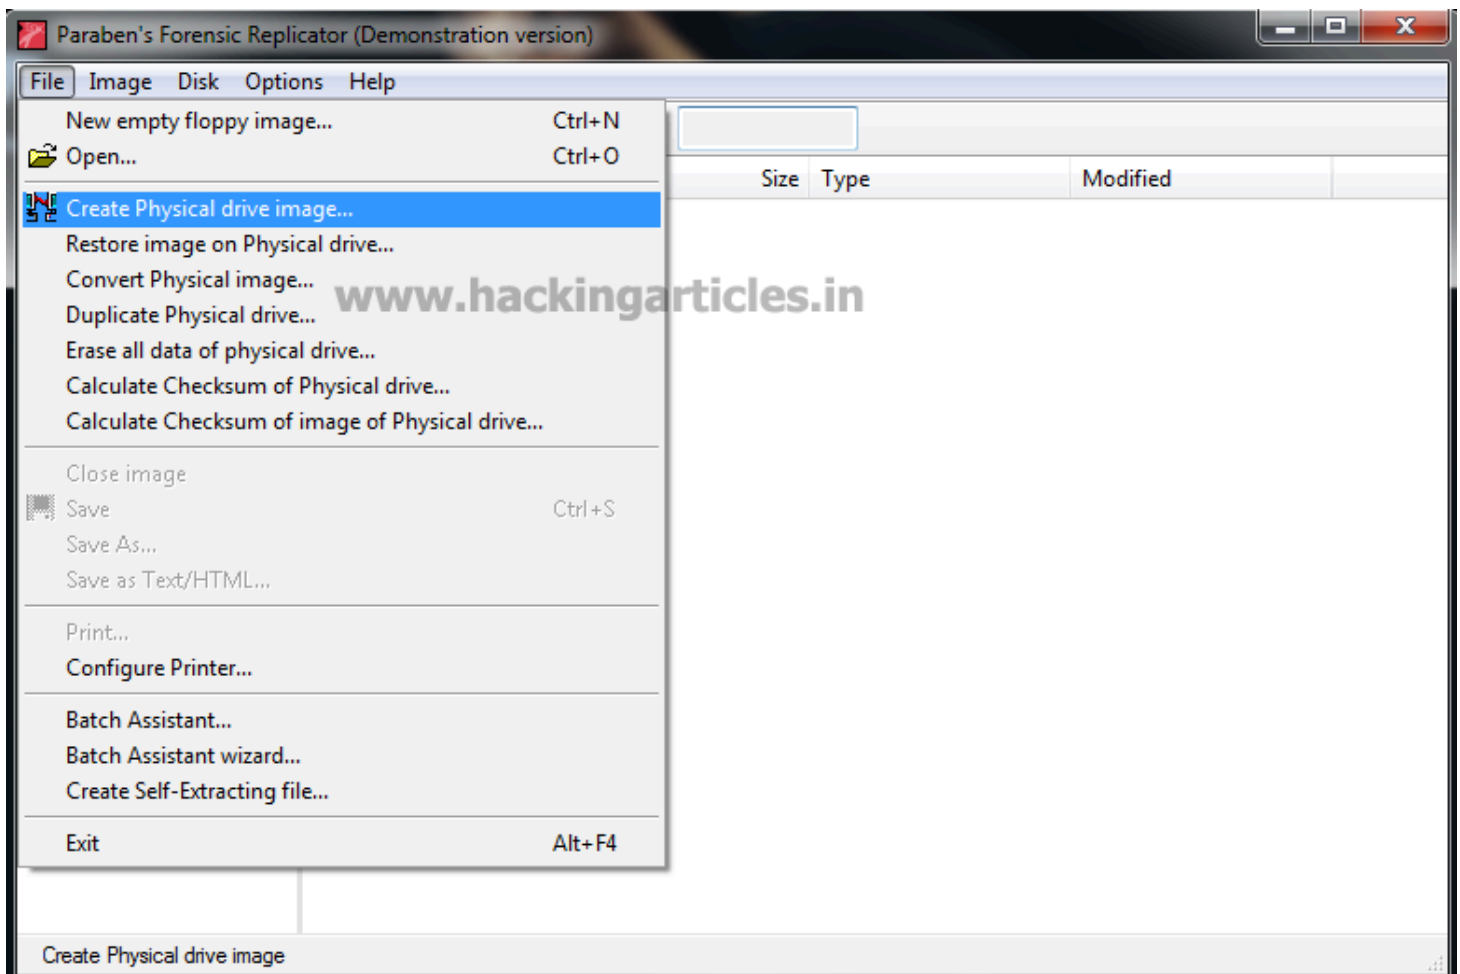 Paraben's Forensic Replicator (Demonstration version)
File Image Disk Options Help
New empty floppy image... Ctrl+N
Open... Ctrl+O
Size Type Modified
Create Physical drive image...
Restore image on Physical drive...
Convert Physical image...
www.hackingarticles.in
Duplicate Physical drive...
Erase all data of physical drive...
Calculate Checksum of Physical drive...
Calculate Checksum of image of Physical drive...
Close image
Save Ctrl+S
Save As...
Save as Text/HTML...
Print...
Configure Printer...
Batch Assistant...
Batch Assistant wizard...
Create Self-Extracting file...
Exit Alt+F4
Create Physical drive image